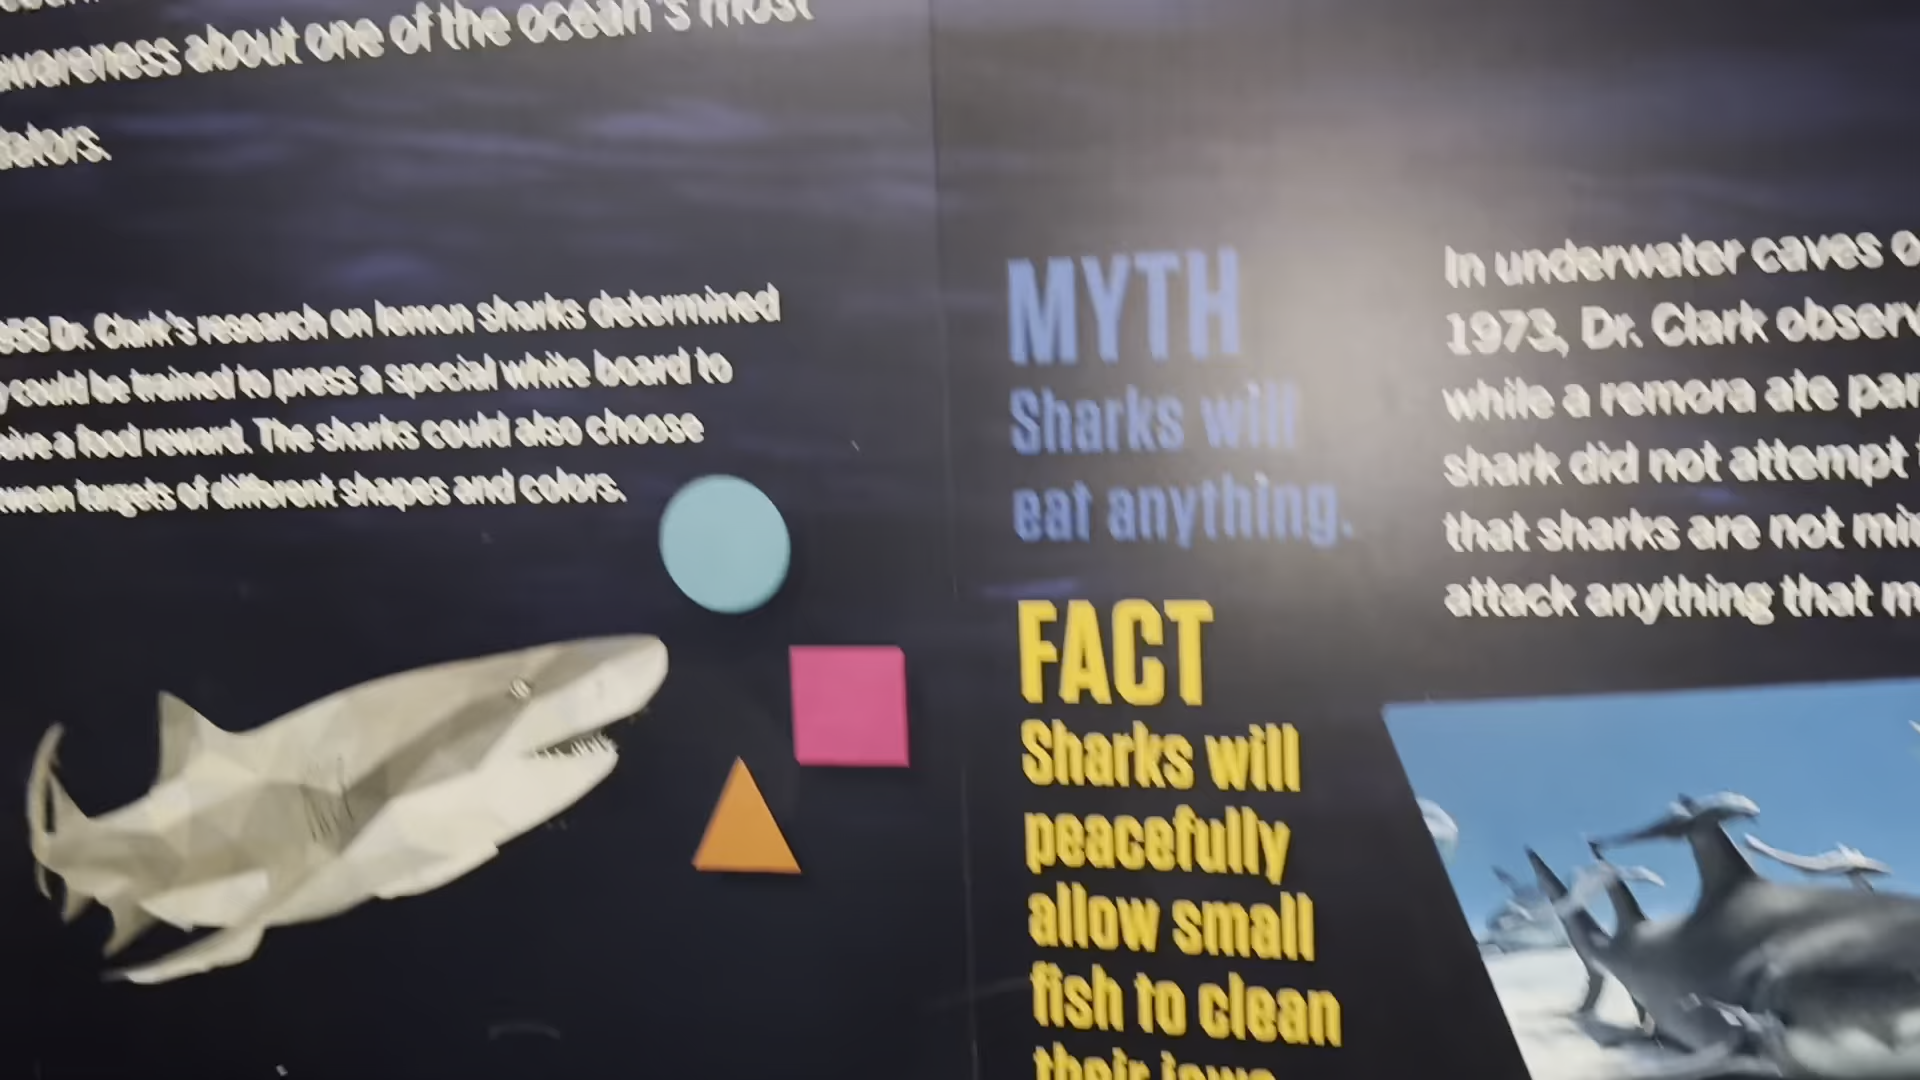 awareness about one of the ocean's most
Dr. Clark's research on lemon sharks determined
could be trained to press a special white board to
a food reward. The sharks could also choose
targets of different shapes and colors.
MYTH
Sharks will
eat anything.
FACT
Sharks will
peacefully
allow small
fish to clean
their jaws
In underwater caves
1973, Dr. Clark
while a remora ate
shark did not attempt
that sharks are not
attack anything that